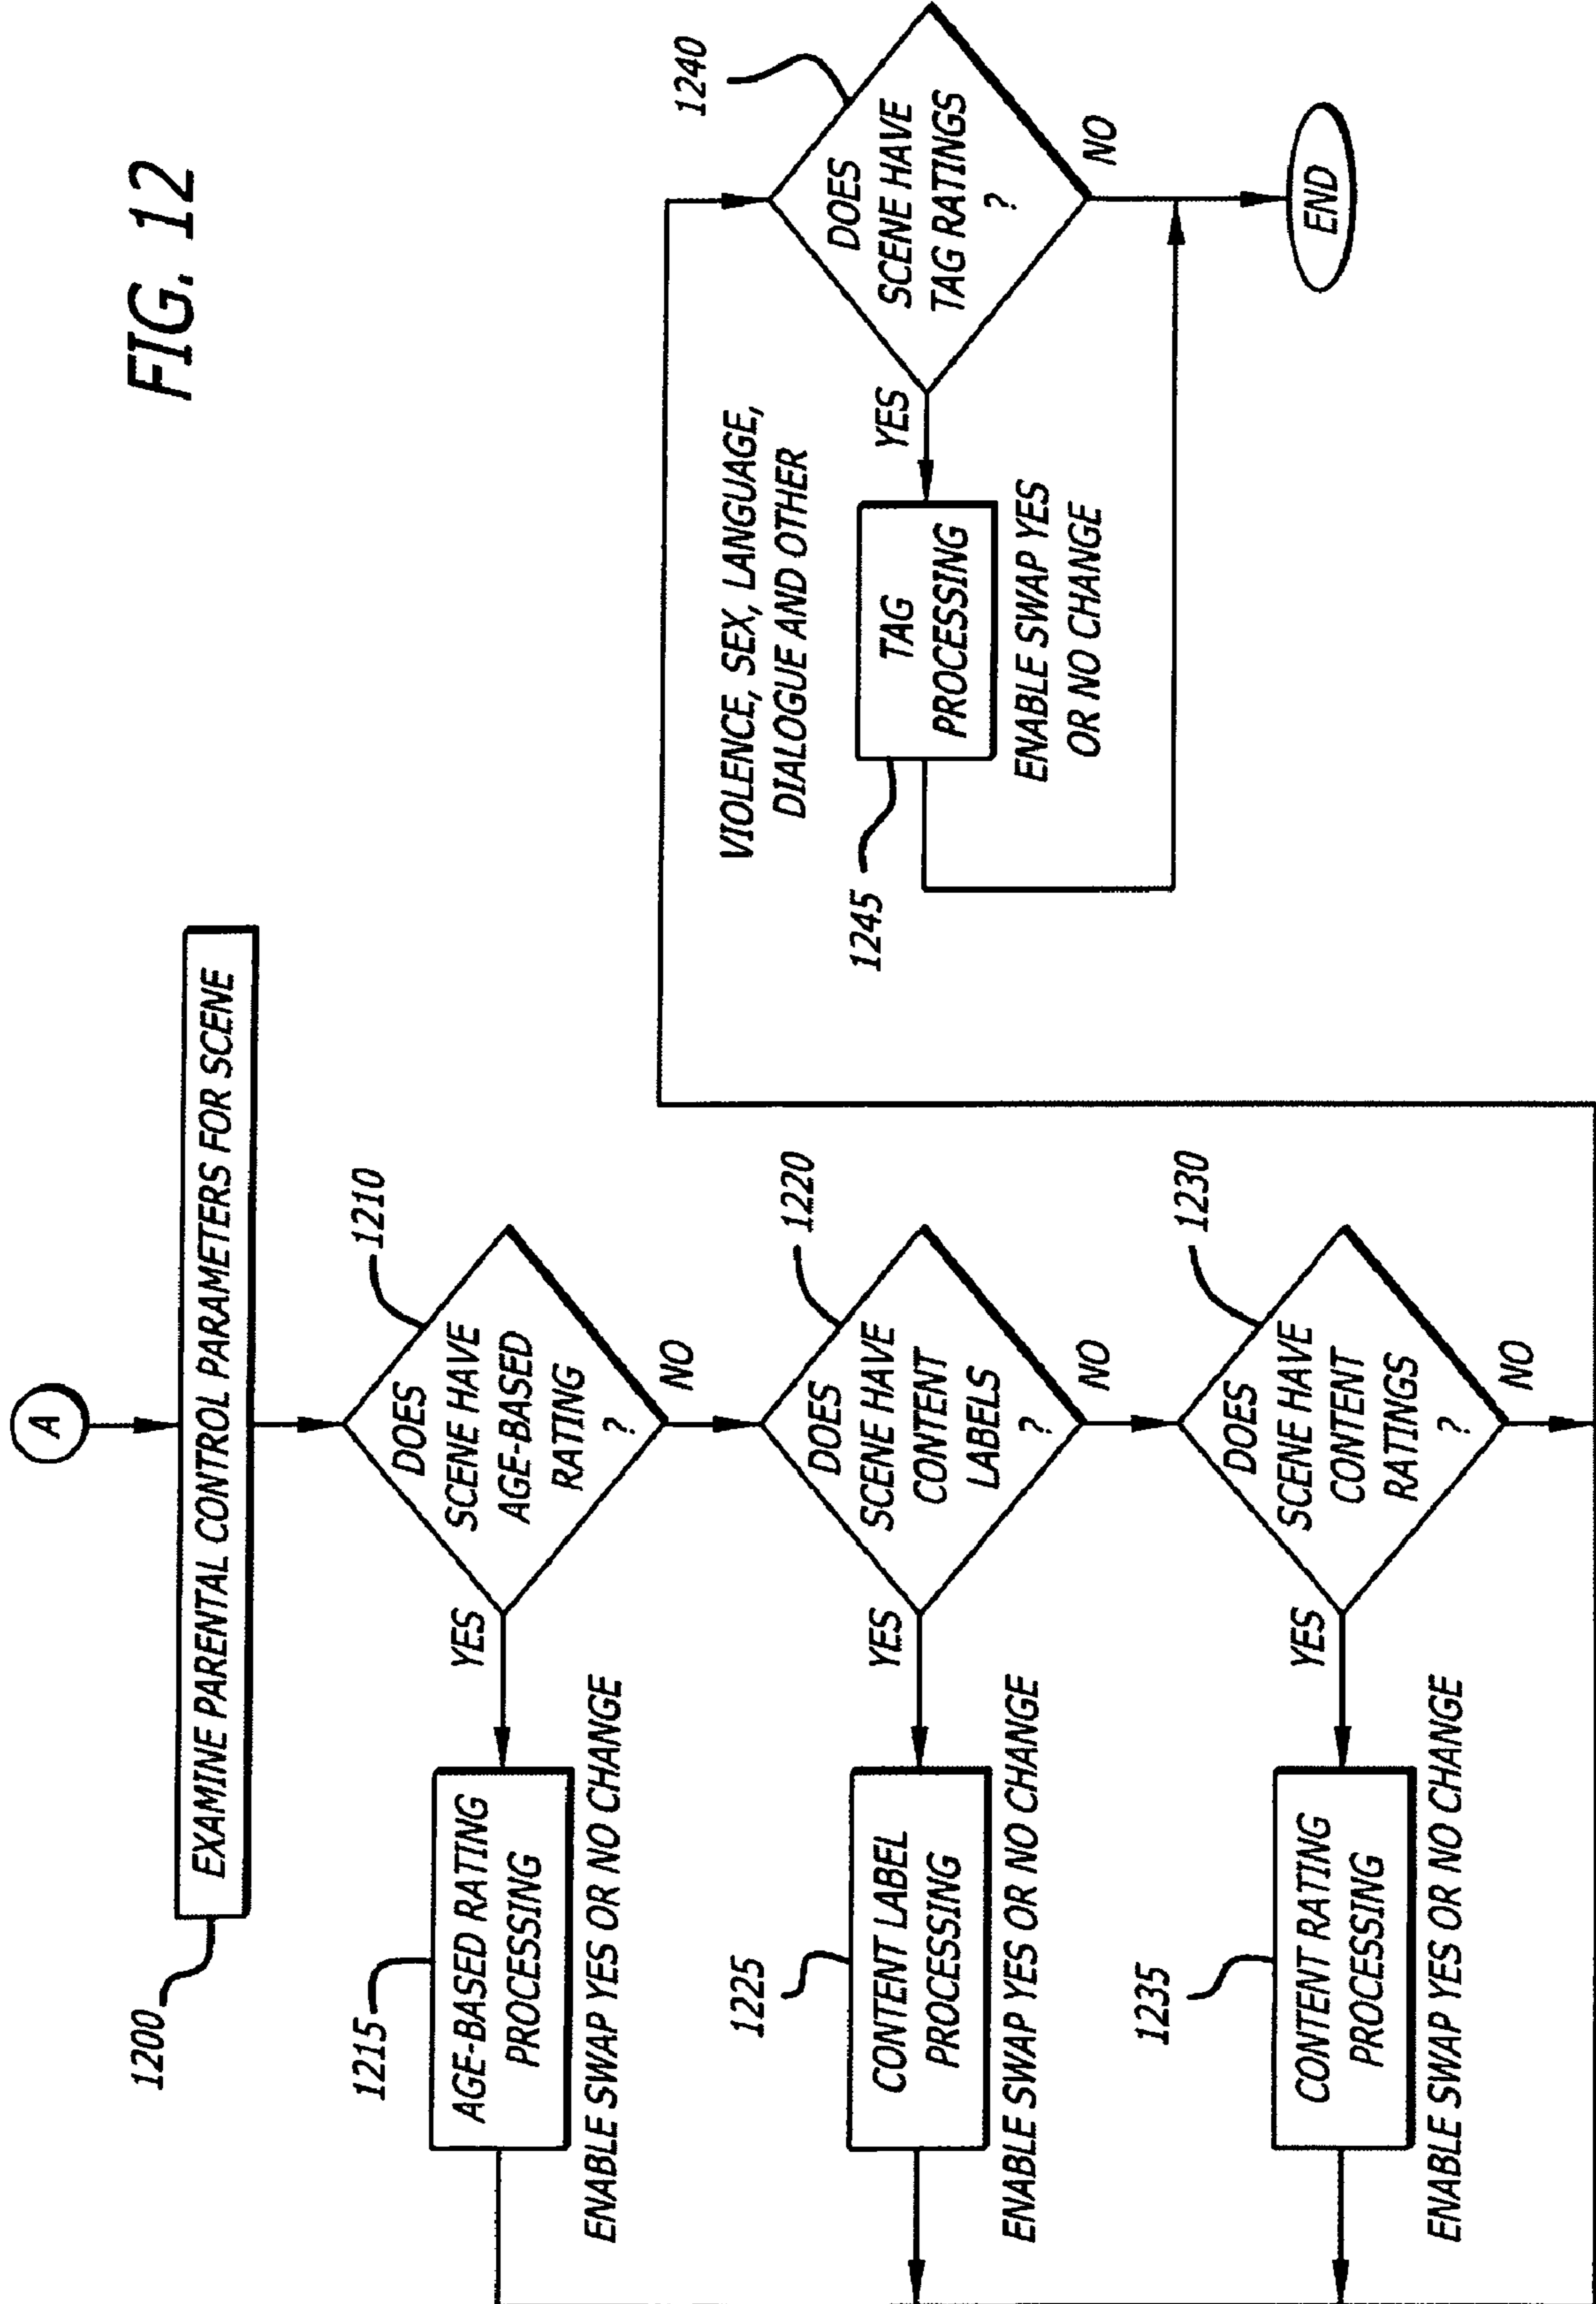 FIG. 12
A
EXAMINE PARENTAL CONTROL PARAMETERS FOR SCENE
1200
DOES
SCENE HAVE
AGE-BASED
RATING
?
1210
YES
NO
1215
AGE-BASED RATING
PROCESSING
ENABLE SWAP YES OR NO CHANGE
DOES
SCENE HAVE
CONTENT
LABELS
?
1220
YES
NO
1225
CONTENT LABEL
PROCESSING
ENABLE SWAP YES OR NO CHANGE
DOES
SCENE HAVE
CONTENT
RATINGS
?
1230
YES
NO
1235
CONTENT RATING
PROCESSING
ENABLE SWAP YES OR NO CHANGE
VIOLENCE, SEX, LANGUAGE,
DIALOGUE AND OTHER
DOES
SCENE HAVE
TAG RATINGS
?
1240
YES
NO
1245
TAG
PROCESSING
ENABLE SWAP YES
OR NO CHANGE
END